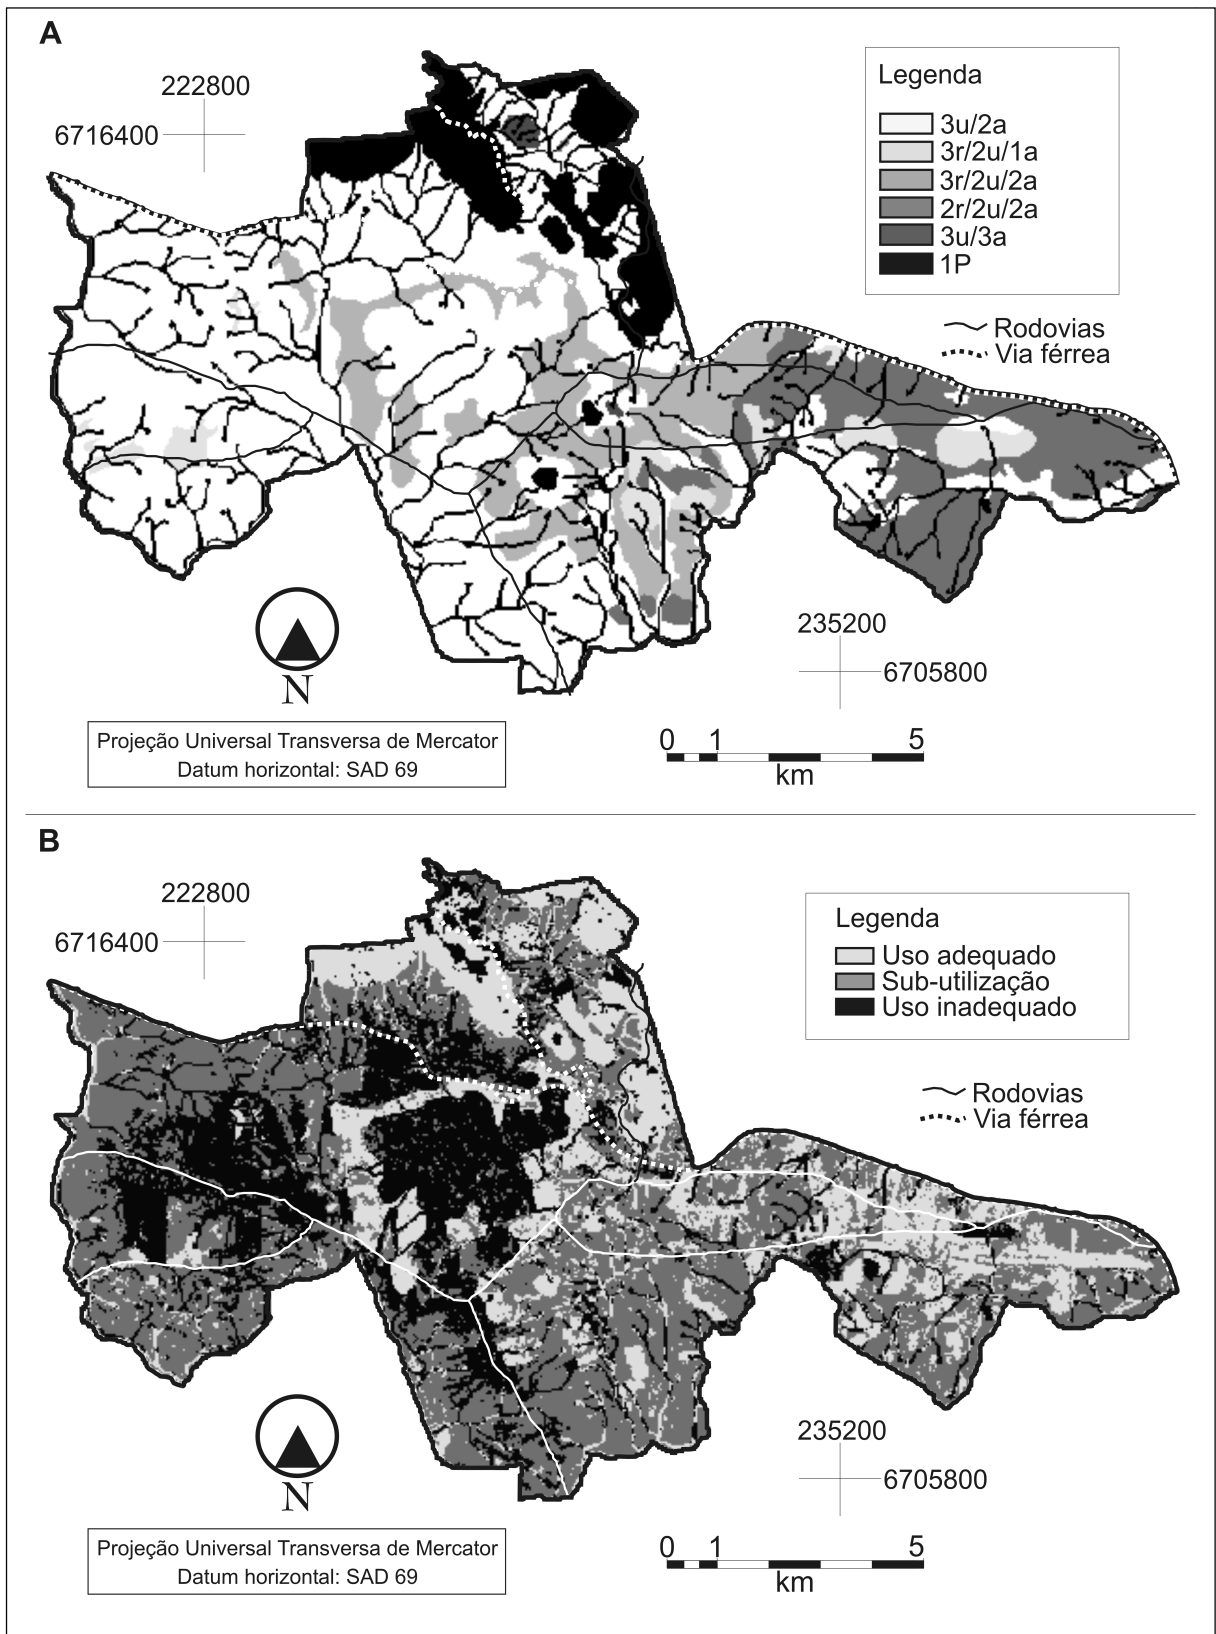 A
222800
6716400
Legenda
3u/2a
3r/2u/1a
3r/2u/2a
2r/2u/2a
3u/3a
1P
Rodovias
Via férrea
N
235200
6705800
Projeção Universal Transversa de Mercator
Datum horizontal: SAD 69
0 1 5
km
B
222800
6716400
Legenda
Uso adequado
Sub-utilização
Uso inadequado
Rodovias
Via férrea
N
235200
6705800
Projeção Universal Transversa de Mercator
Datum horizontal: SAD 69
0 1 5
km